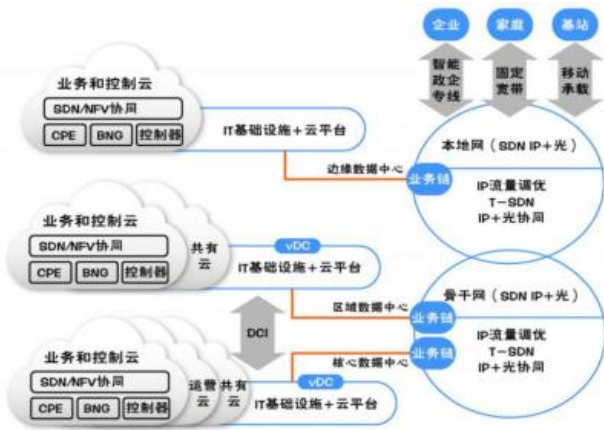 企业
家庭
基站
智能
政企
专线
固定
宽带
移动
承载
业务和控制云
SDN/NFV协同
CPE
BNG
控制器
IT基础设施+云平台
边缘数据中心
业务链
本地网（SDN IP+光）
IP流量调优
T-SDN
IP+光协同
业务和控制云
SDN/NFV协同
CPE
BNG
控制器
共有
云
vDC
IT基础设施+云平台
区域数据中心
业务链
骨干网（SDN IP+光）
IP流量调优
T-SDN
IP+光协同
DCI
核心数据中心
业务链
业务和控制云
SDN/NFV协同
CPE
BNG
控制器
运营
云
共有
云
vDC
IT基础设施+云平台